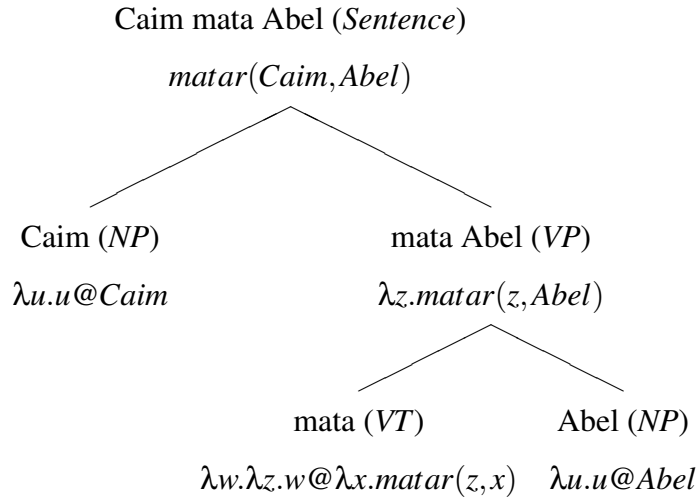 Caim mata Abel (Sentence)
matar(Caim,Abel)
Caim (NP)
mata Abel (VP)
λu.u@Caim
λz.matar(z,Abel)
mata (VT)
Abel (NP)
λw.λz.w@λx.matar(z,x)
λu.u@Abel